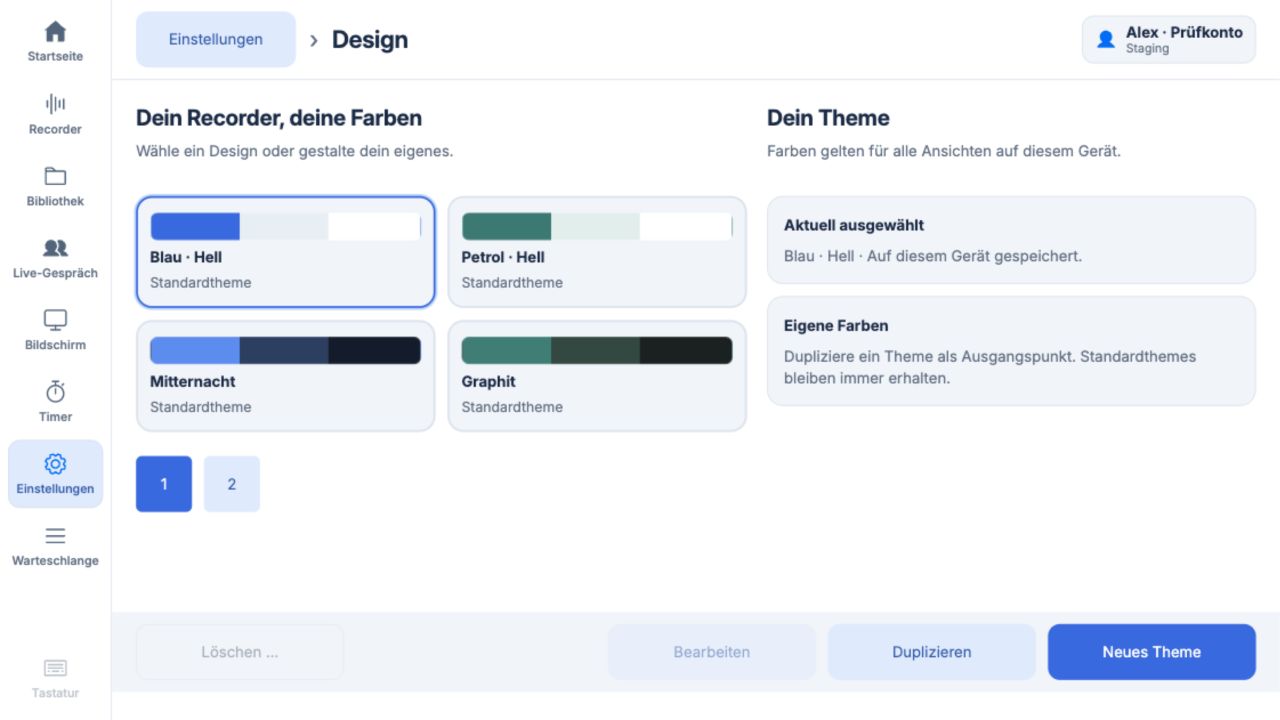 Startseite
Recorder
Bibliothek
Live-Gespräch
Bildschirm
Timer
Einstellungen
Warteschlange
Tastatur
Einstellungen › Design
Alex · Prüfkonto
Staging
Dein Recorder, deine Farben
Wähle ein Design oder gestalte dein eigenes.
Blau · Hell
Standardtheme
Petrol · Hell
Standardtheme
Mitternacht
Standardtheme
Graphit
Standardtheme
1
2
Dein Theme
Farben gelten für alle Ansichten auf diesem Gerät.
Aktuell ausgewählt
Blau · Hell · Auf diesem Gerät gespeichert.
Eigene Farben
Dupliziere ein Theme als Ausgangspunkt. Standardthemes
bleiben immer erhalten.
Löschen ...
Bearbeiten
Duplizieren
Neues Theme